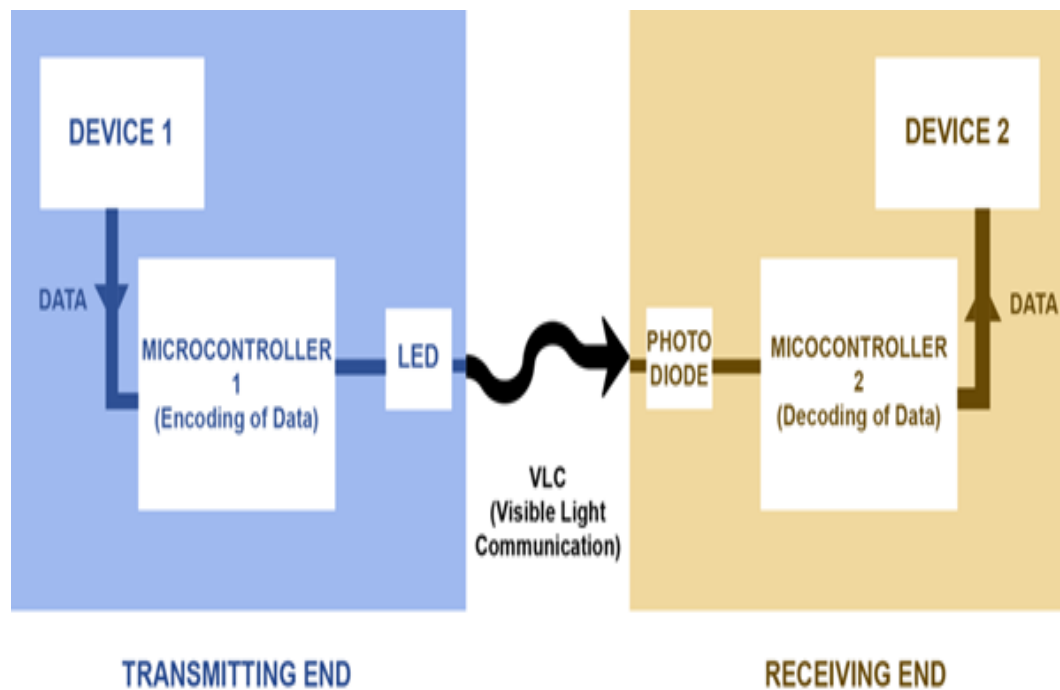 DEVICE 1
DATA
MICROCONTROLLER
1
(Encoding of Data)
LED
VLC
(Visible Light
Communication)
PHOTO
DIODE
MICOCONTROLLER
2
(Decoding of Data)
DATA
DEVICE 2
TRANSMITTING END
RECEIVING END